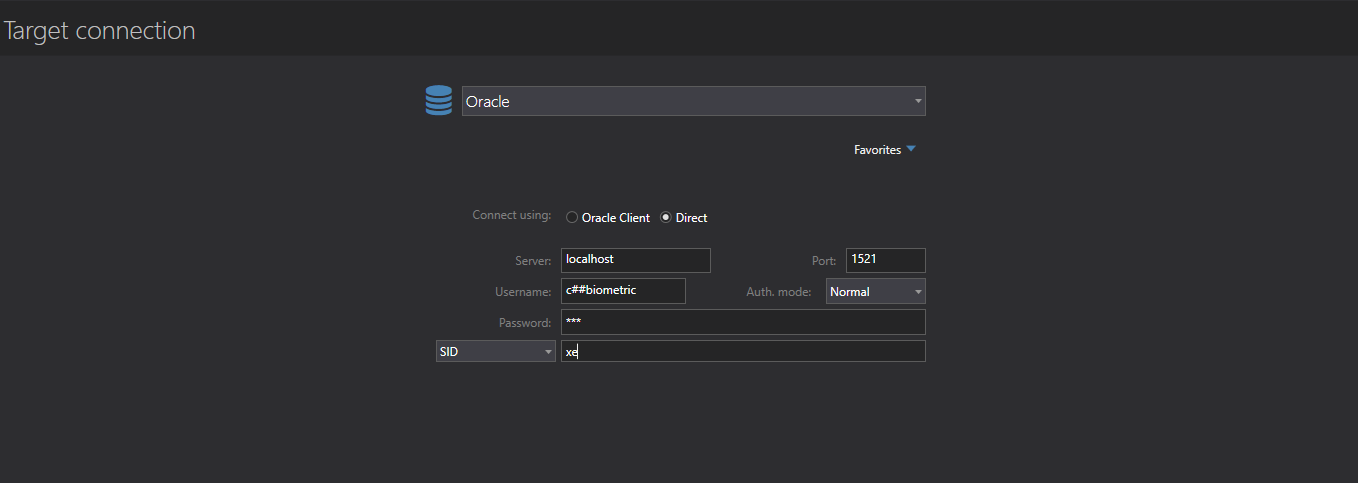 Target connection
Oracle
Favorites
Connect using: Oracle Client Direct
Server: localhost Port: 1521
Username: c##biometric Auth. mode: Normal
Password: ***
SID xe